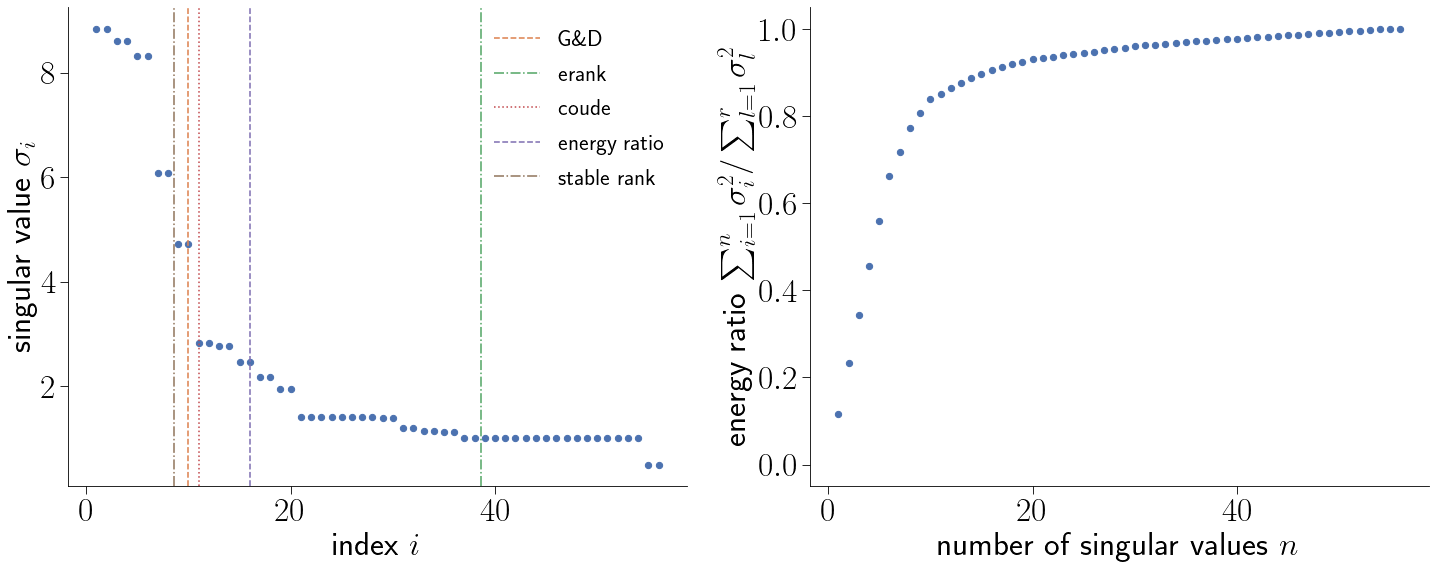 singular value σ_i
8
6
4
2
0
20
40
index i
G&D
erank
coude
energy ratio
stable rank
energy ratio ∑_{i=1}^{n} σ_i^2 / ∑_{l=1}^{r} σ_l^2
1.0
0.8
0.6
0.4
0.2
0.0
0
20
40
number of singular values n